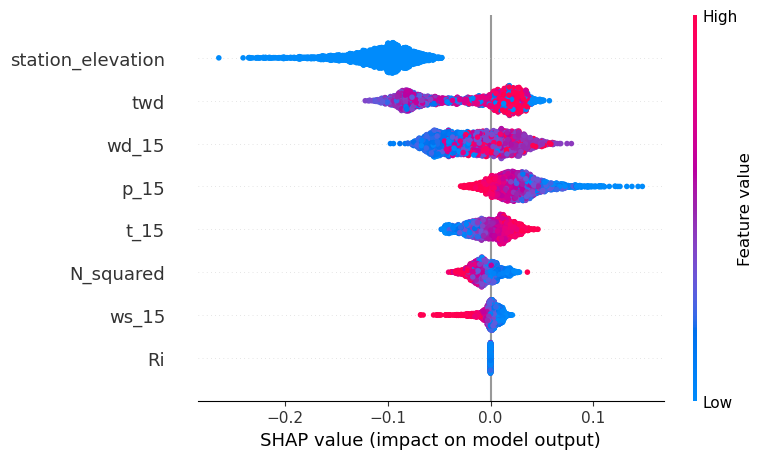 High
station_elevation
twd
wd_15
p_15
t_15
N_squared
ws_15
Ri
Feature value
Low
−0.2
−0.1
0.0
0.1
SHAP value (impact on model output)